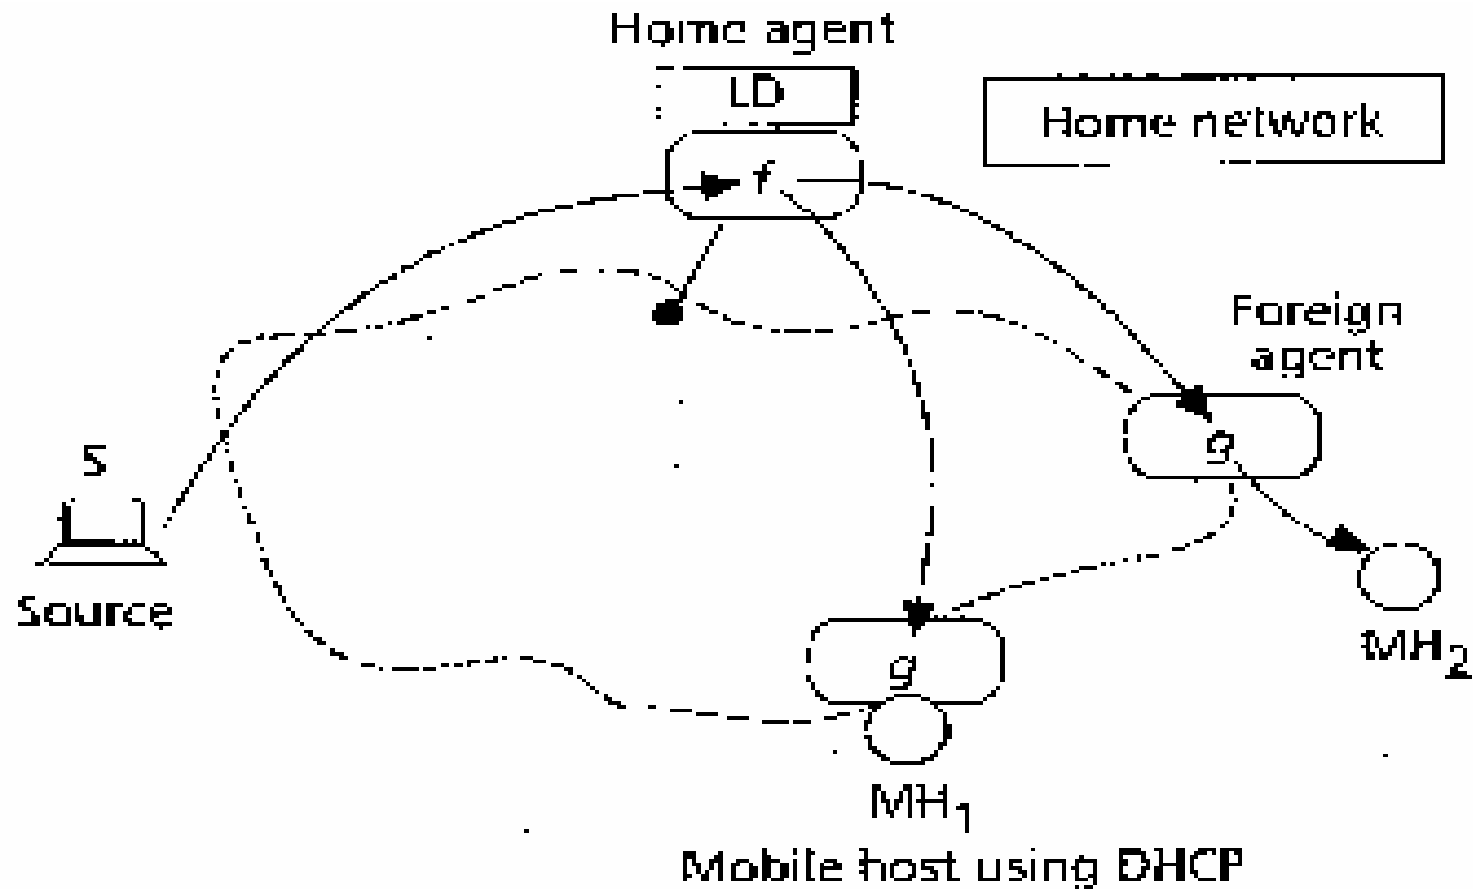 Home agent
LD
Home network
f
Foreign
agent
g
S
Source
MH2
g
MH1
Mobile host using DHCP